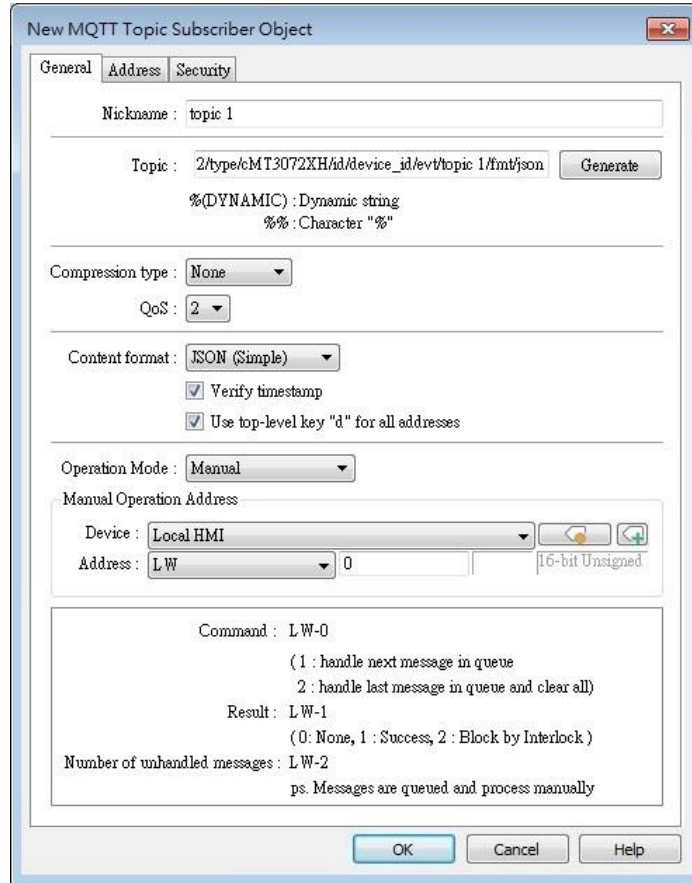 New MQTT Topic Subscriber Object
General Address Security
Nickname : topic 1
Topic : 2/type/cMT3072XH/id/device_id/evt/topic 1/fmt/json Generate
%(DYNAMIC) : Dynamic string
%% : Character "%"
Compression type : None
QoS : 2
Content format : JSON (Simple)
Verify timestamp
Use top-level key "d" for all addresses
Operation Mode : Manual
Manual Operation Address
Device : Local HMI
Address : LW 0 16-bit Unsigned
Command : LW-0
( 1 : handle next message in queue
2 : handle last message in queue and clear all)
Result : LW-1
( 0: None, 1 : Success, 2 : Block by Interlock )
Number of unhandled messages : LW-2
ps. Messages are queued and process manually
OK Cancel Help